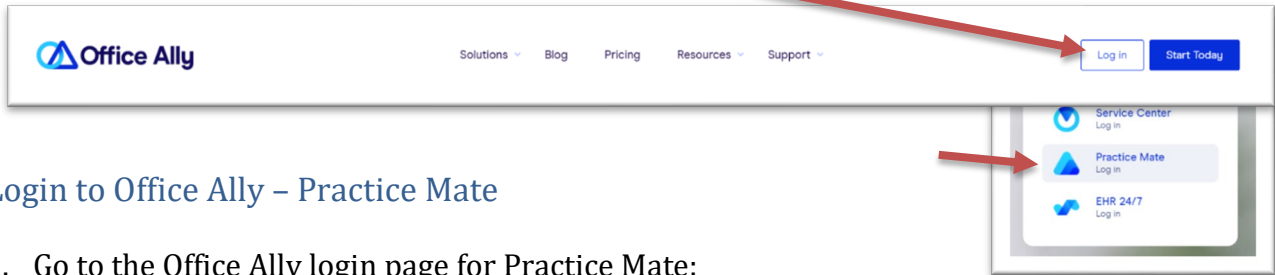 Office Ally
Solutions Blog Pricing Resources Support
Log in Start Today
Service Center
Log in
Practice Mate
Log in
EHR 24/7
Log in
Login to Office Ally – Practice Mate
. Go to the Office Ally login page for Practice Mate: